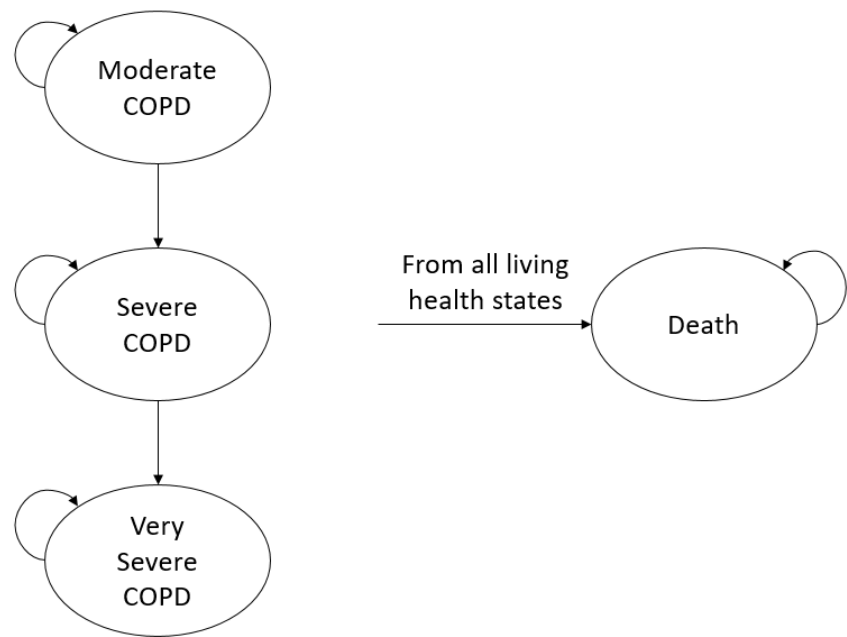 Moderate
COPD
Severe
COPD
From all living
health states
Death
Very
Severe
COPD